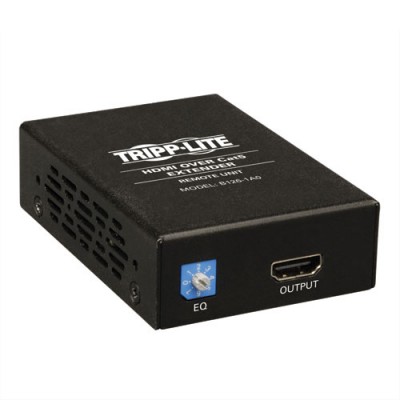 TRIPP·LITE
HDMI OVER Cat5
EXTENDER
REMOTE UNIT
MODEL: B126-1A0
EQ
OUTPUT